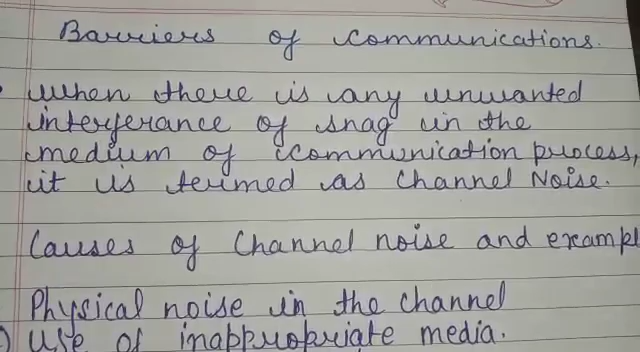 Barriers of communications.
when there is any unwanted
interferance of snag in the
medium of communication process,
it is termed as Channel Noise.
Causes of Channel noise and exampl
Physical noise in the channel
) Use of inappropriate media.